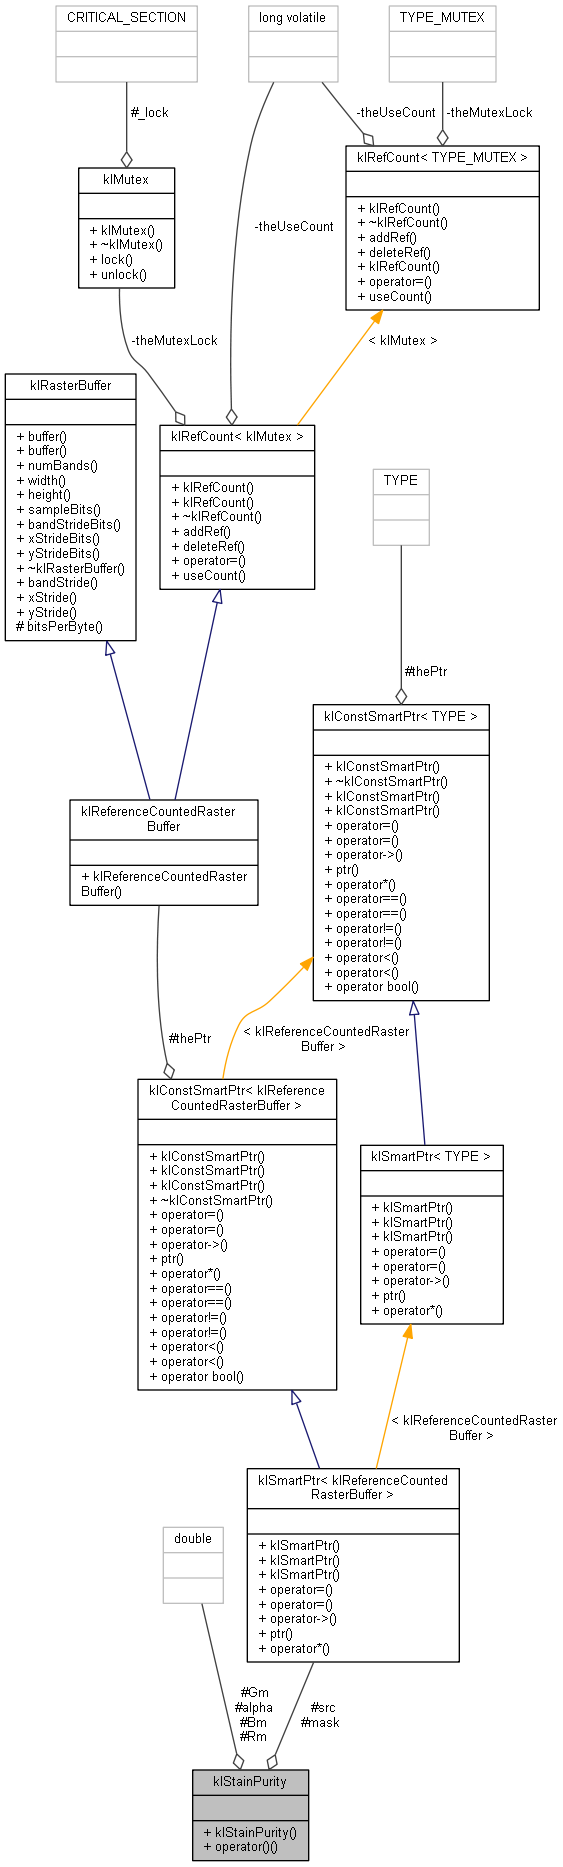 CRITICAL_SECTION
long volatile
TYPE_MUTEX
#_lock
-theUseCount
-theMutexLock
klMutex
+ klMutex()
+ ~klMutex()
+ lock()
+ unlock()
klRefCount< TYPE_MUTEX >
+ klRefCount()
+ ~klRefCount()
+ addRef()
+ deleteRef()
+ klRefCount()
+ operator=()
+ useCount()
-theUseCount
-theMutexLock
< klMutex >
klRasterBuffer
+ buffer()
+ buffer()
+ numBands()
+ width()
+ height()
+ sampleBits()
+ bandStrideBits()
+ xStrideBits()
+ yStrideBits()
+ ~klRasterBuffer()
+ bandStride()
+ xStride()
+ yStride()
# bitsPerByte()
klRefCount< klMutex >
+ klRefCount()
+ klRefCount()
+ ~klRefCount()
+ addRef()
+ deleteRef()
+ operator=()
+ useCount()
TYPE
#thePtr
klConstSmartPtr< TYPE >
+ klConstSmartPtr()
+ ~klConstSmartPtr()
+ klConstSmartPtr()
+ klConstSmartPtr()
+ operator=()
+ operator=()
+ operator->()
+ ptr()
+ operator*()
+ operator==()
+ operator==()
+ operator!=()
+ operator!=()
+ operator<()
+ operator<()
+ operator bool()
klReferenceCountedRaster
Buffer
+ klReferenceCountedRaster
Buffer()
#thePtr
< klReferenceCountedRaster
Buffer >
klConstSmartPtr< klReference
CountedRasterBuffer >
+ klConstSmartPtr()
+ klConstSmartPtr()
+ klConstSmartPtr()
+ ~klConstSmartPtr()
+ operator=()
+ operator=()
+ operator->()
+ ptr()
+ operator*()
+ operator==()
+ operator==()
+ operator!=()
+ operator!=()
+ operator<()
+ operator<()
+ operator bool()
klSmartPtr< TYPE >
+ klSmartPtr()
+ klSmartPtr()
+ klSmartPtr()
+ operator=()
+ operator=()
+ operator->()
+ ptr()
+ operator*()
< klReferenceCountedRaster
Buffer >
klSmartPtr< klReferenceCounted
RasterBuffer >
+ klSmartPtr()
+ klSmartPtr()
+ klSmartPtr()
+ operator=()
+ operator=()
+ operator->()
+ ptr()
+ operator*()
double
#Gm
#alpha
#Bm
#Rm
#src
#mask
klStainPurity
+ klStainPurity()
+ operator()()